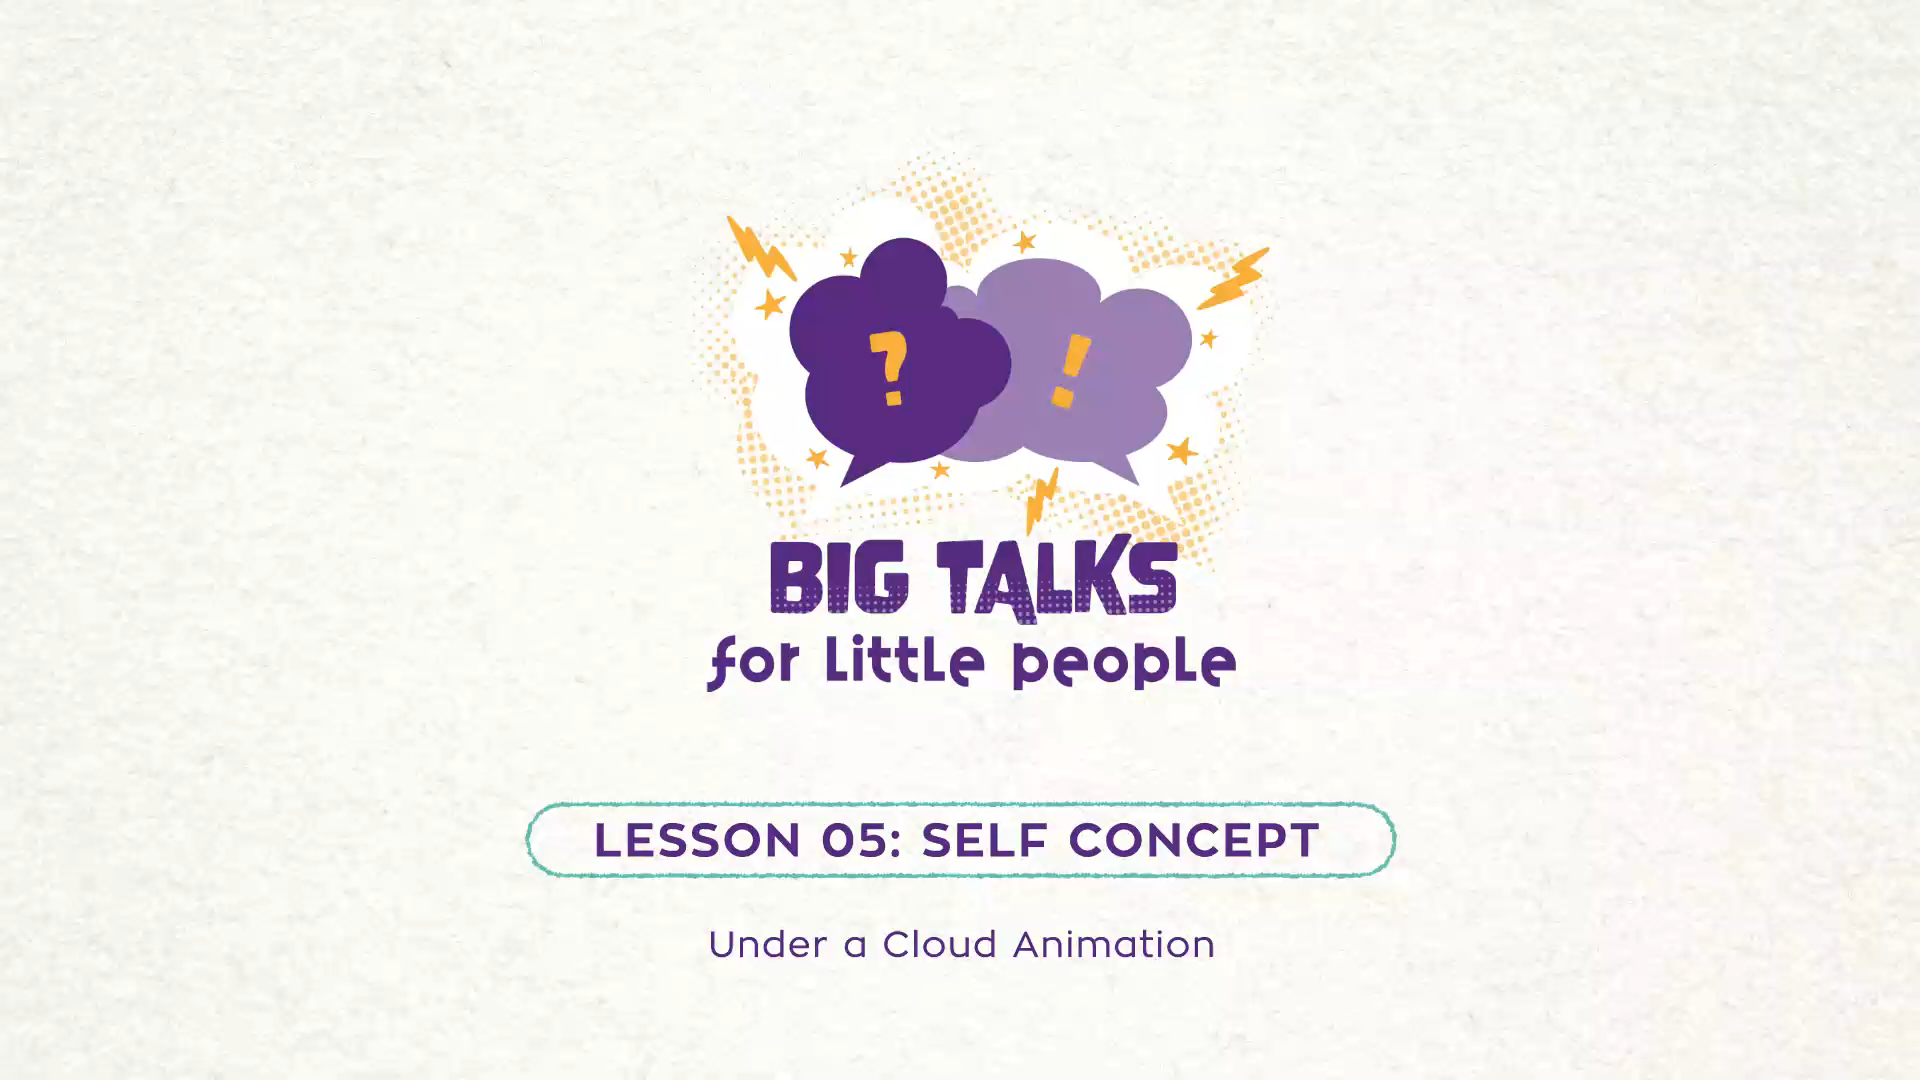 ?
!
BIG TALKS
for little people
LESSON 05: SELF CONCEPT
Under a Cloud Animation